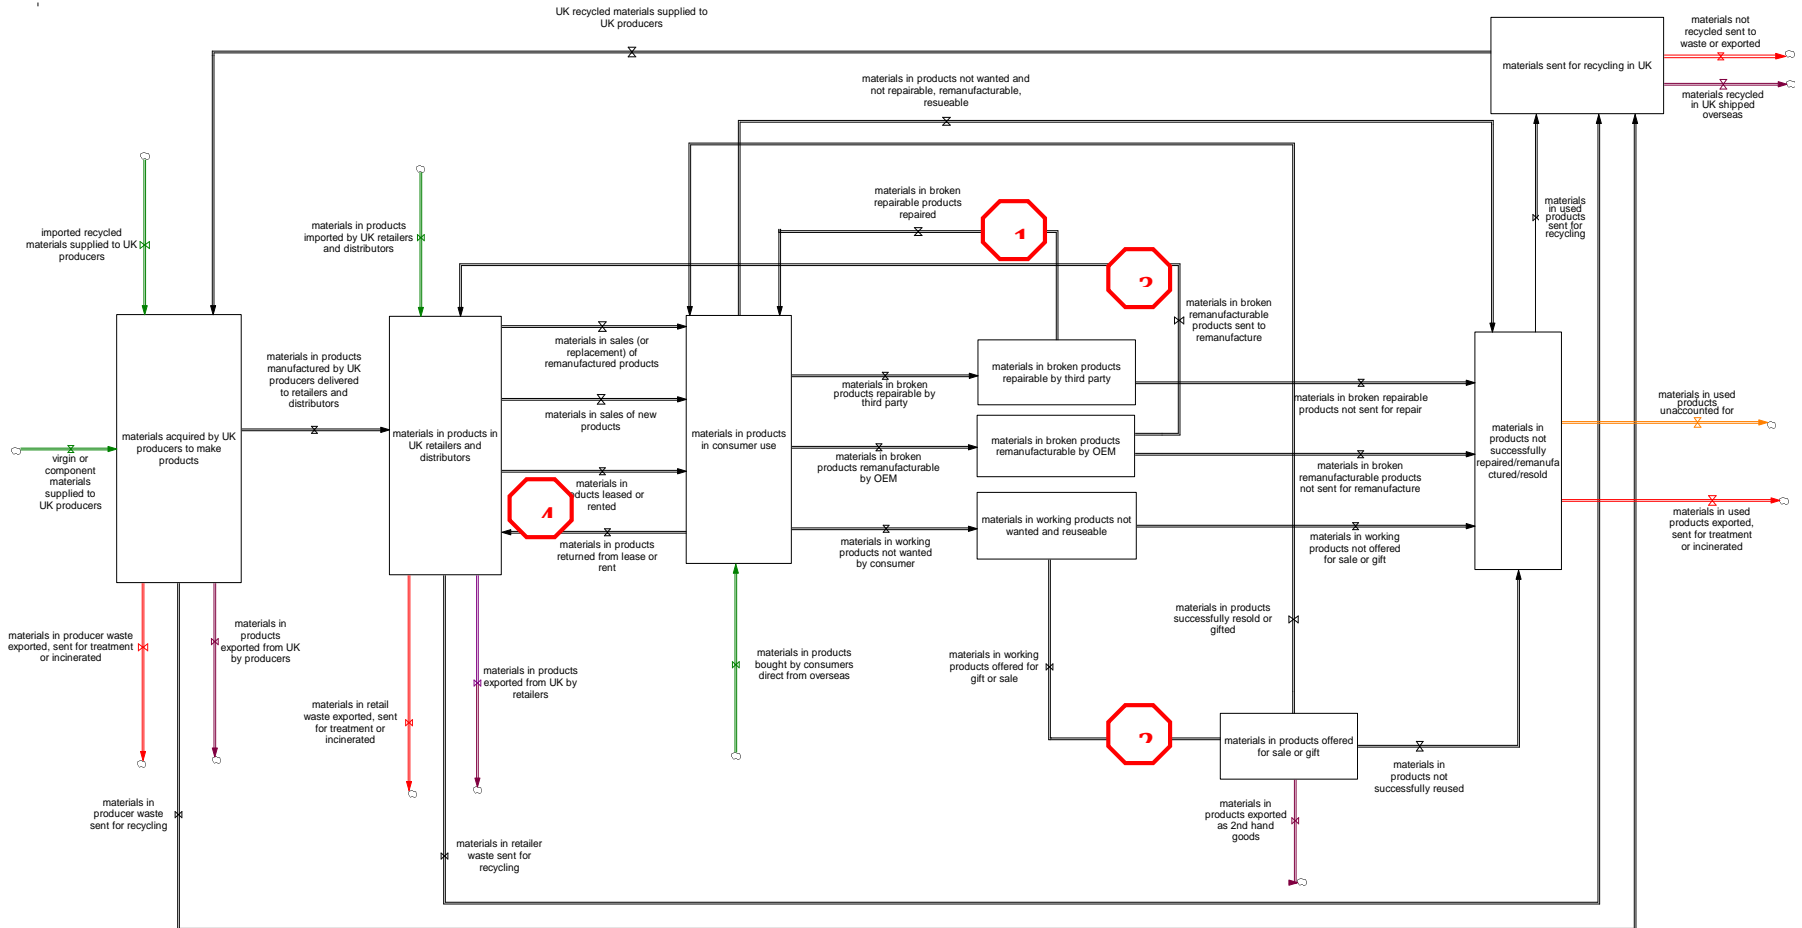 UK recycled materials supplied to
UK producers
materials not
recycled sent to
waste or exported
materials sent for recycling in UK
materials recycled
in UK shipped
overseas
materials in products not wanted and
not repairable, remanufacturable,
resueable
materials in broken
repairable products
repaired
materials
in used
products
sent for
recycling
imported recycled
materials supplied to UK
producers
materials in products
imported by UK retailers
and distributors
materials in broken
remanufacturable
products sent to
remanufacture
materials in sales (or
replacement) of
remanufactured products
materials in products
manufactured by UK
producers delivered
to retailers and
distributors
materials in broken products
repairable by third party
materials in broken
products repairable by
third party
materials in broken repairable
products not sent for repair
materials in used
products
unaccounted for
materials in sales of new
products
materials acquired by UK
producers to make
products
materials in products in
UK retailers and
distributors
materials in products
in consumer use
materials in broken products
remanufacturable by OEM
materials in
products not
successfully
repaired/remanufa
ctured/resold
virgin or
component
materials
supplied to
UK producers
materials in broken
products remanufacturable
by OEM
materials in broken
remanufacturable products
not sent for remanufacture
materials in
ducts leased or
rented
4
materials in working products not
wanted and reuseable
materials in used
products exported,
sent for treatment
or incinerated
materials in products
returned from lease or
rent
materials in working
products not wanted
by consumer
materials in working
products not offered
for sale or gift
materials in products
successfully resold or
gifted
materials in producer waste
exported, sent for treatment
or incinerated
materials in
products
exported from UK
by producers
materials in products
bought by consumers
direct from overseas
materials in working
products offered for
gift or sale
materials in products
exported from UK by
retailers
materials in retail
waste exported, sent
for treatment or
incinerated
materials in products offered
for sale or gift
materials in
products not
successfully reused
materials in
producer waste
sent for recycling
materials in
products exported
as 2nd hand
goods
materials in retailer
waste sent for
recycling